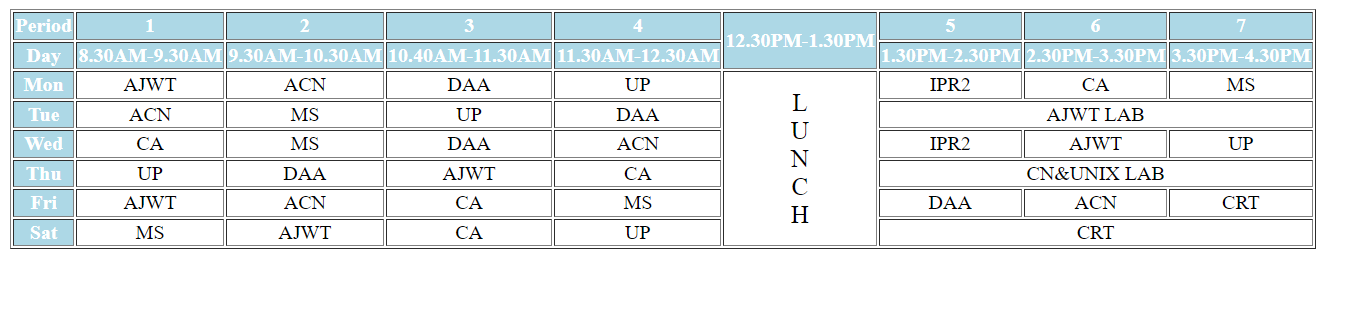 Period 1 2 3 4 12.30PM-1.30PM 5 6 7
Day 8.30AM-9.30AM 9.30AM-10.30AM 10.40AM-11.30AM 11.30AM-12.30AM 1.30PM-2.30PM 2.30PM-3.30PM 3.30PM-4.30PM
Mon AJWT ACN DAA UP L U N C H IPR2 CA MS
Tue ACN MS UP DAA AJWT LAB
Wed CA MS DAA ACN IPR2 AJWT UP
Thu UP DAA AJWT CA CN&UNIX LAB
Fri AJWT ACN CA MS DAA ACN CRT
Sat MS AJWT CA UP CRT